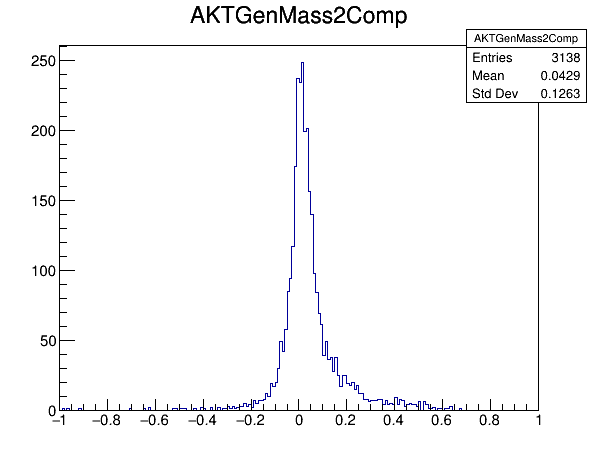 AKTGenMass2Comp
AKTGenMass2Comp
Entries 3138
Mean 0.0429
Std Dev 0.1263
250
200
150
100
50
0
−1 −0.8 −0.6 −0.4 −0.2 0 0.2 0.4 0.6 0.8 1